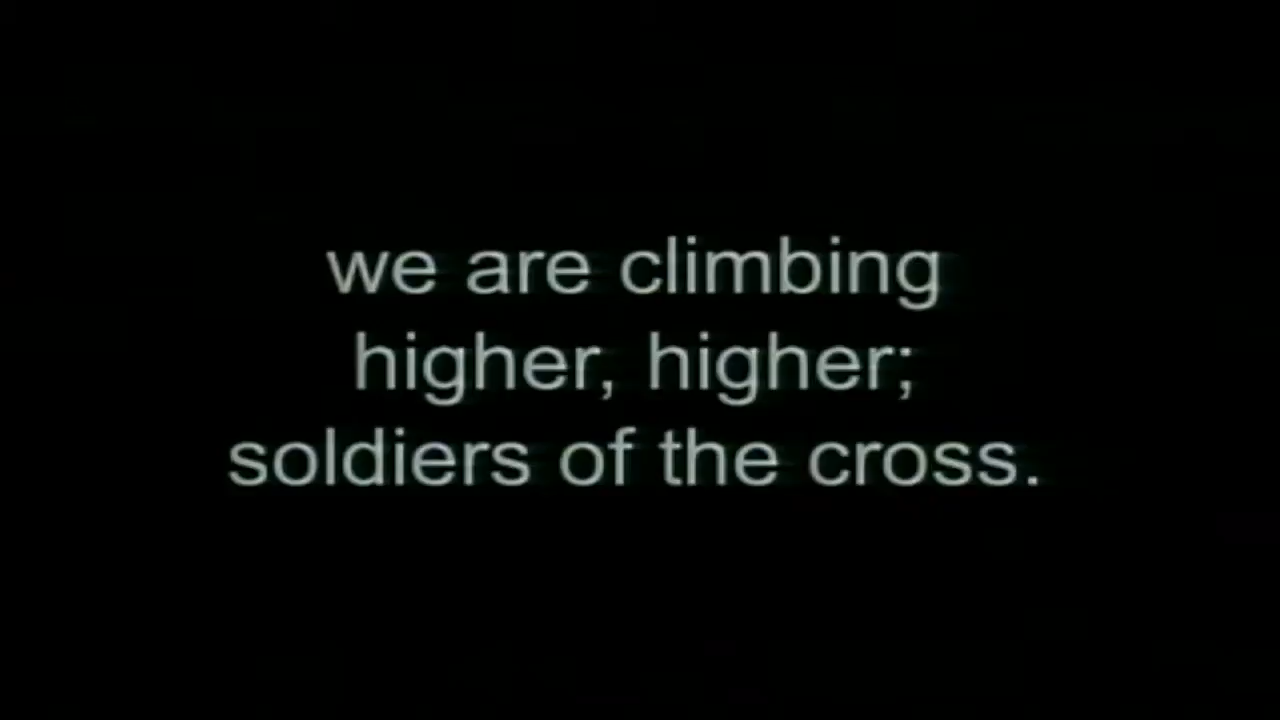 we are climbing
higher, higher;
soldiers of the cross.